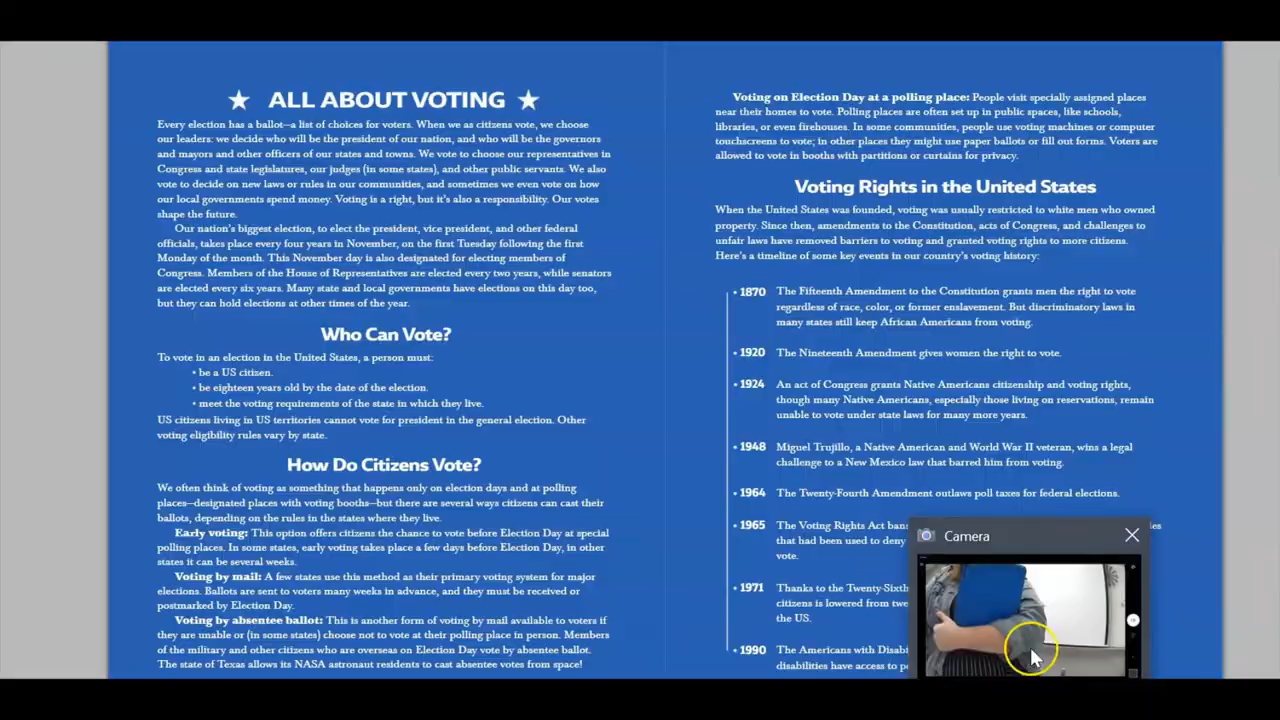 ★ ALL ABOUT VOTING ★
Every election has a ballot—a list of choices for voters. When we as citizens vote, we choose
our leaders: we decide who will be the president of our nation, and who will be the governors
and mayors and other officers of our states and towns. We vote to choose our representatives in
Congress and state legislatures, our judges (in some states), and other public servants. We also
vote to decide on new laws or rules in our communities, and sometimes we even vote on how
our local governments spend money. Voting is a right, but it's also a responsibility. Our votes
shape the future.
Our nation's biggest election, to elect the president, vice president, and other federal
officials, takes place every four years in November, on the first Tuesday following the first
Monday of the month. This November day is also designated for electing members of
Congress. Members of the House of Representatives are elected every two years, while senators
are elected every six years. Many state and local governments have elections on this day too,
but they can hold elections at other times of the year.
Who Can Vote?
To vote in an election in the United States, a person must:
• be a US citizen.
• be eighteen years old by the date of the election.
• meet the voting requirements of the state in which they live.
US citizens living in US territories cannot vote for president in the general election. Other
voting eligibility rules vary by state.
How Do Citizens Vote?
We often think of voting as something that happens only on election days and at polling
places—designated places with voting booths—but there are several ways citizens can cast their
ballots, depending on the rules in the states where they live.
Early voting: This option offers citizens the chance to vote before Election Day at special
polling places. In some states, early voting takes place a few days before Election Day, in other
states it can be several weeks.
Voting by mail: A few states use this method as their primary voting system for major
elections. Ballots are sent to voters many weeks in advance, and they must be received or
postmarked by Election Day.
Voting by absentee ballot: This is another form of voting by mail available to voters if
they are unable or (in some states) choose not to vote at their polling place in person. Members
of the military and other citizens who are overseas on Election Day vote by absentee ballot.
The state of Texas allows its NASA astronaut residents to cast absentee votes from space!
Voting on Election Day at a polling place: People visit specially assigned places
near their homes to vote. Polling places are often set up in public spaces, like schools,
libraries, or even firehouses. In some communities, people use voting machines or computer
touchscreens to vote; in other places they might use paper ballots or fill out forms. Voters are
allowed to vote in booths with partitions or curtains for privacy.
Voting Rights in the United States
When the United States was founded, voting was usually restricted to white men who owned
property. Since then, amendments to the Constitution, acts of Congress, and challenges to
unfair laws have removed barriers to voting and granted voting rights to more citizens.
Here's a timeline of some key events in our country's voting history:
• 1870 The Fifteenth Amendment to the Constitution grants men the right to vote
regardless of race, color, or former enslavement. But discriminatory laws in
many states still keep African Americans from voting.
• 1920 The Nineteenth Amendment gives women the right to vote.
• 1924 An act of Congress grants Native Americans citizenship and voting rights,
though many Native Americans, especially those living on reservations, remain
unable to vote under state laws for many more years.
• 1948 Miguel Trujillo, a Native American and World War II veteran, wins a legal
challenge to a New Mexico law that barred him from voting.
• 1964 The Twenty-Fourth Amendment outlaws poll taxes for federal elections.
• 1965 The Voting Rights Act bans
that had been used to deny
vote.
• 1971 Thanks to the Twenty-Sixth
citizens is lowered from
the US.
• 1990 The Americans with
disabilities have access to
Camera